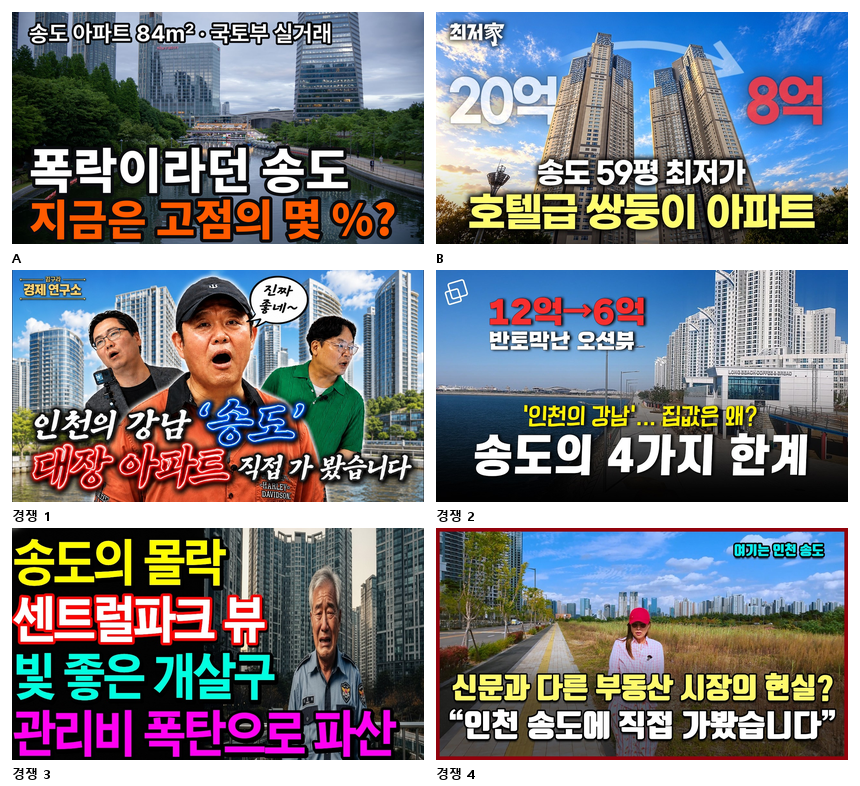 송도 아파트 84m² · 국토부 실거래
폭락이라던 송도
지금은 고점의 몇 %?
A
최저家
20억
8억
송도 59평 최저가
호텔급 쌍둥이 아파트
B
김구라
경제 연구소
진짜
좋네~
인천의 강남 '송도'
대장 아파트 직접 가 봤습니다
HARLEY
DAVIDSON
경쟁 1
12억→6억
반토막난 오션뷰
'인천의 강남'... 집값은 왜?
송도의 4가지 한계
경쟁 2
송도의 몰락
센트럴파크 뷰
빛 좋은 개살구
관리비 폭탄으로 파산
경쟁 3
여기는 인천 송도
신문과 다른 부동산 시장의 현실?
“인천 송도에 직접 가봤습니다”
경쟁 4